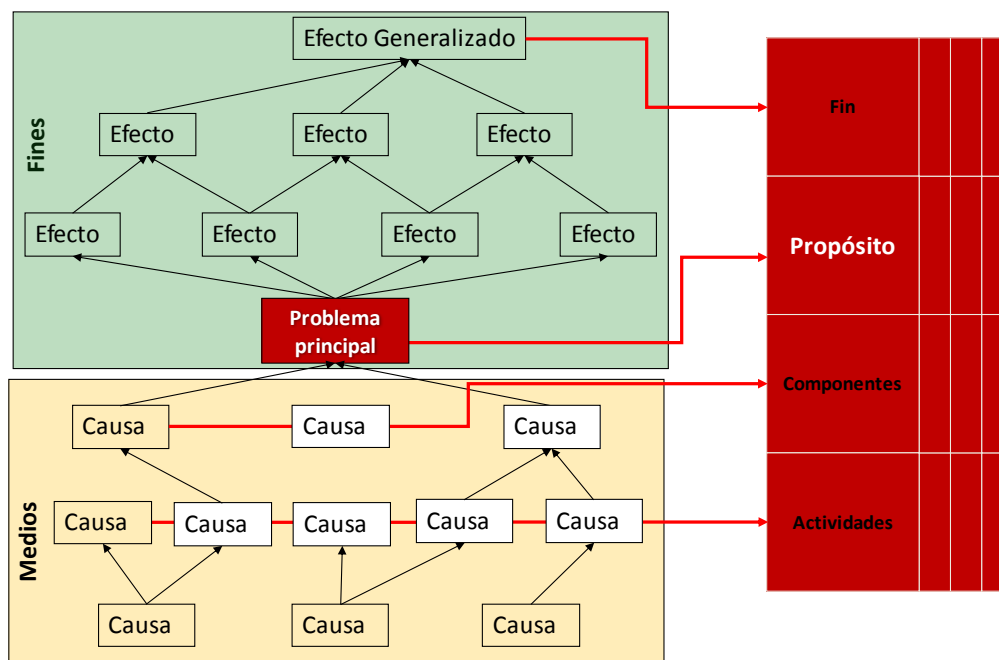 Efecto Generalizado
Fines
Efecto
Efecto
Efecto
Efecto
Efecto
Efecto
Efecto
Problema
principal
Medios
Causa
Causa
Causa
Causa
Causa
Causa
Causa
Causa
Causa
Causa
Causa
Fin
Propósito
Componentes
Actividades